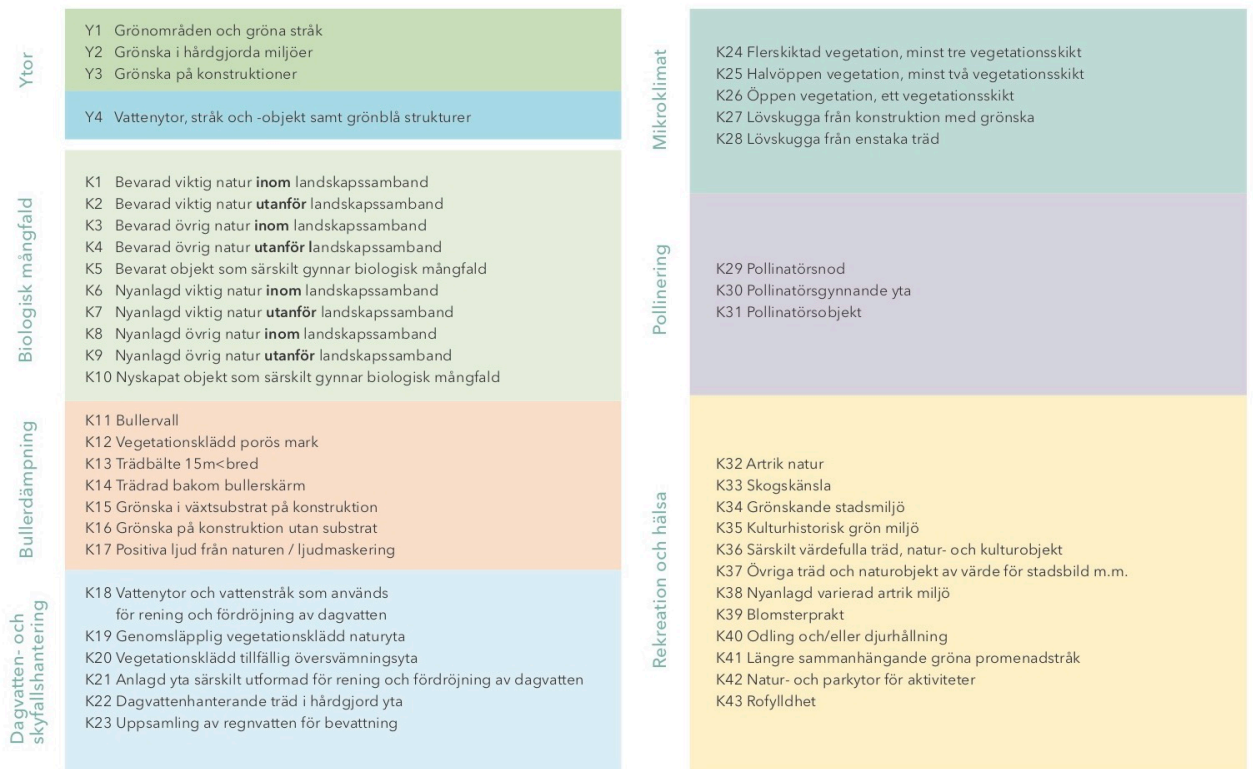 Ytor
Y1 Grönområden och gröna stråk
Y2 Grönska i hårdgjorda miljöer
Y3 Grönska på konstruktioner
Y4 Vattenytor, stråk och -objekt samt grönblå strukturer
Biologisk mångfald
K1 Bevarad viktig natur inom landskapssamband
K2 Bevarad viktig natur utanför landskapssamband
K3 Bevarad övrig natur inom landskapssamband
K4 Bevarad övrig natur utanför landskapssamband
K5 Bevarat objekt som särskilt gynnar biologisk mångfald
K6 Nyanlagd viktig natur inom landskapssamband
K7 Nyanlagd viktig natur utanför landskapssamband
K8 Nyanlagd övrig natur inom landskapssamband
K9 Nyanlagd övrig natur utanför landskapssamband
K10 Nyskapat objekt som särskilt gynnar biologisk mångfald
Bullerdämpning
K11 Bullervall
K12 Vegetationsklädd porös mark
K13 Trädbälte 15m<bred
K14 Trädrad bakom bullerskärm
K15 Grönska i växtsubstrat på konstruktion
K16 Grönska på konstruktion utan substrat
K17 Positiva ljud från naturen / ljudmaskering
Dagvatten- och
skyfallshantering
K18 Vattenytor och vattenstråk som används
för rening och fördröjning av dagvatten
K19 Genomsläpplig vegetationsklädd naturyta
K20 Vegetationsklädd tillfällig översvämningsyta
K21 Anlagd yta särskilt utformad för rening och fördröjning av dagvatten
K22 Dagvattenhanterande träd i hårdgjord yta
K23 Uppsamling av regnvatten för bevattning
Mikroklimat
K24 Flerskiktad vegetation, minst tre vegetationsskikt
K25 Halvöppen vegetation, minst två vegetationsskikt
K26 Öppen vegetation, ett vegetationsskikt
K27 Lövskugga från konstruktion med grönska
K28 Lövskugga från enstaka träd
Pollinering
K29 Pollinatörsnod
K30 Pollinatörsgynnande yta
K31 Pollinatörsobjekt
Rekreation och hälsa
K32 Artrik natur
K33 Skogskänsla
K34 Grönskande stadsmiljö
K35 Kulturhistorisk grön miljö
K36 Särskilt värdefulla träd, natur- och kulturobjekt
K37 Övriga träd och naturobjekt av värde för stadsbild m.m.
K38 Nyanlagd varierad artrik miljö
K39 Blomsterprakt
K40 Odling och/eller djurhållning
K41 Längre sammanhängande gröna promenadstråk
K42 Natur- och parkytor för aktiviteter
K43 Rofylldhet